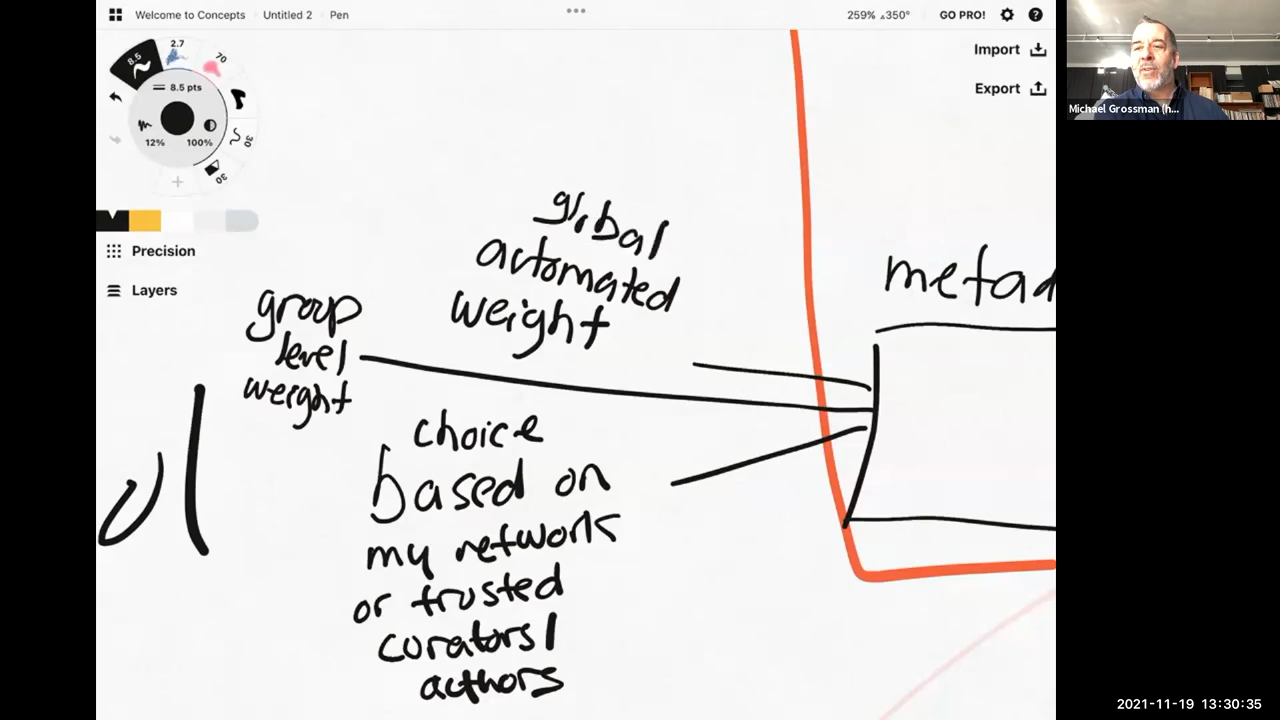 Welcome to Concepts Untitled 2 Pen
259% 350° GO PRO!
Import
Export
8.5
2.7
70
8.5 pts
12% 100%
30
30
Precision
Layers
Michael Grossman (h...
global
automated
weight
metad
group
level
weight
choice
based on
my network
or trusted
curators/
authors
2021-11-19 13:30:35